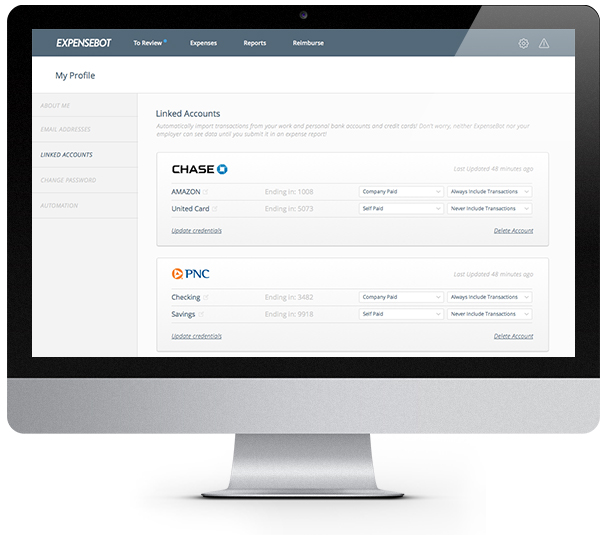 EXPENSEBOT To Review Expenses Reports Reimburse
My Profile
ABOUT ME
EMAIL ADDRESSES
LINKED ACCOUNTS
CHANGE PASSWORD
AUTOMATION
Linked Accounts
Automatically import transactions from your work and personal bank accounts and credit cards! Don't worry, neither ExpenseBot nor your
employer can see data until you submit it in an expense report!
CHASE Last Updated 48 minutes ago
AMAZON Ending in: 1008 Company Paid Always Include Transactions
United Card Ending in: 5073 Self Paid Never Include Transactions
Update credentials Delete Account
PNC Last Updated 48 minutes ago
Checking Ending in: 3482 Company Paid Always Include Transactions
Savings Ending in: 9918 Self Paid Never Include Transactions
Update credentials Delete Account